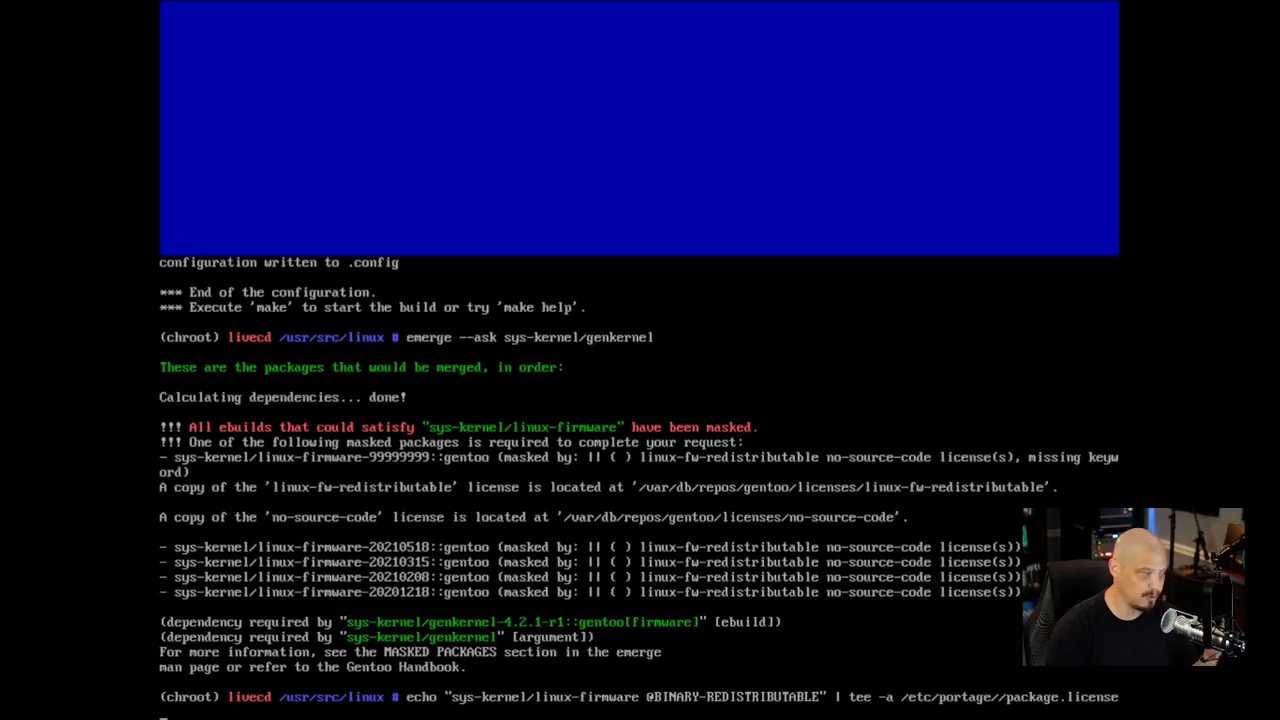 configuration written to .config
*** End of the configuration.
*** Execute 'make' to start the build or try 'make help'.
(chroot) livecd /usr/src/linux # emerge --ask sys-kernel/genkernel
These are the packages that would be merged, in order:
Calculating dependencies... done!
!!! All ebuilds that could satisfy "sys-kernel/linux-firmware" have been masked.
!!! One of the following masked packages is required to complete your request:
- sys-kernel/linux-firmware-99999999::gentoo (masked by: || ( ) linux-fw-redistributable no-source-code license(s), missing keyw
ord)
A copy of the 'linux-fw-redistributable' license is located at '/var/db/repos/gentoo/licenses/linux-fw-redistributable'.
A copy of the 'no-source-code' license is located at '/var/db/repos/gentoo/licenses/no-source-code'.
- sys-kernel/linux-firmware-20210518::gentoo (masked by: || ( ) linux-fw-redistributable no-source-code license(s))
- sys-kernel/linux-firmware-20210315::gentoo (masked by: || ( ) linux-fw-redistributable no-source-code license(s))
- sys-kernel/linux-firmware-20210208::gentoo (masked by: || ( ) linux-fw-redistributable no-source-code license(s))
- sys-kernel/linux-firmware-20201218::gentoo (masked by: || ( ) linux-fw-redistributable no-source-code license(s))
(dependency required by "sys-kernel/genkernel-4.2.1-r1::gentoo[firmware]" [ebuild])
(dependency required by "sys-kernel/genkernel" [argument])
For more information, see the MASKED PACKAGES section in the emerge
man page or refer to the Gentoo Handbook.
(chroot) livecd /usr/src/linux # echo "sys-kernel/linux-firmware @BINARY-REDISTRIBUTABLE" | tee -a /etc/portage//package.license